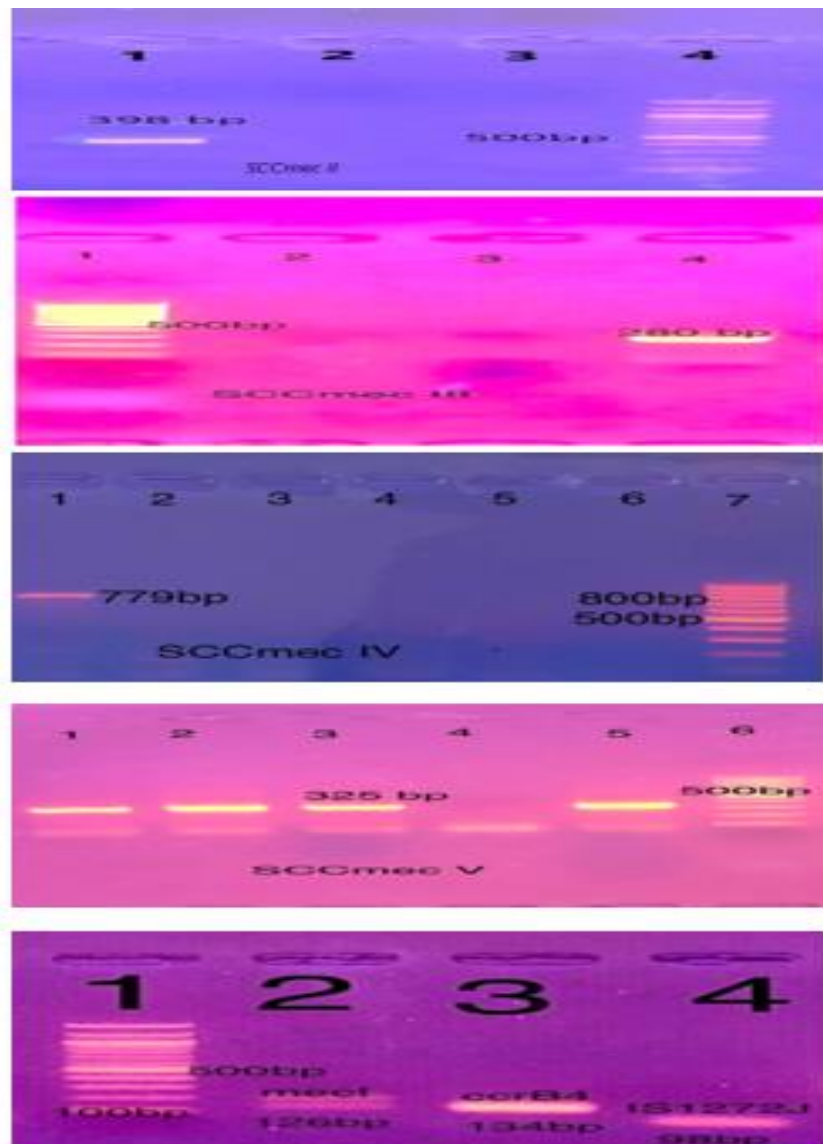 1 2 3 4
398 bp
500bp
SCCmec II
1 2 3 4
500bp 280 bp
SCCmec III
1 2 3 4 5 6 7
779bp 800bp
500bp
SCCmec IV
1 2 3 4 5 6
325 bp 500bp
SCCmec V
1 2 3 4
500bp
mecI ccrB4 IS1272J
100bp 126bp 134bp
98bp